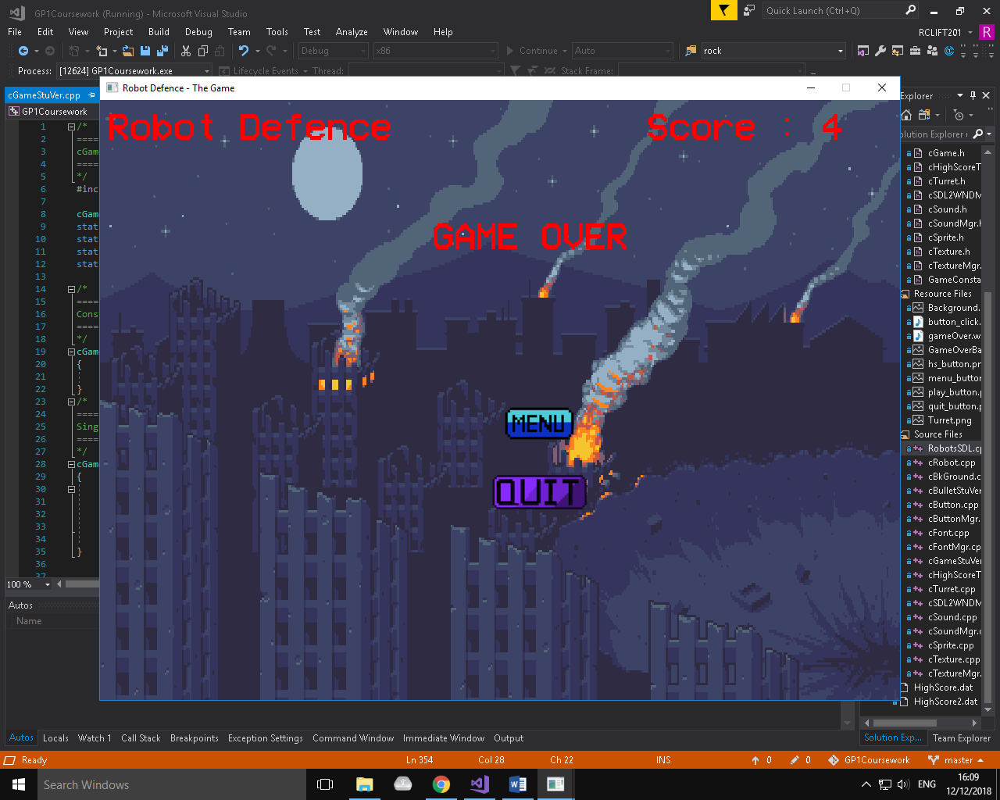 GP1Coursework (Running) - Microsoft Visual Studio
Quick Launch (Ctrl+Q)
File Edit View Project Build Debug Team Tools Test Analyze Window Help
RCLIFT201 R
Debug x86 Continue Auto rock
Process: [12624] GP1Coursework.exe Lifecycle Events Thread: Stack Frame:
Robot Defence - The Game
cGameStuVer.cpp
Explorer
GP1Coursework
Robot Defence
Score : 4
GAME OVER
MENU
QUIT
1 /*
2 ====
3 cGam
4 ====
5 */
6 #inc
7
8 cGam
9 stat
10 stat
11 stat
12 stat
13
14 /*
15 ====
16 Cons
17 ====
18 */
19 cGam
20 {
21
22 }
23 /*
24 ====
25 Sing
26 ====
27 */
28 cGam
29 {
30
31
32
33
34
35 }
36
37
100 %
Autos
Name
olution Explorer
cGame.h
cHighScoreT
cTurret.h
cSDL2WNDM
cSound.h
cSoundMgr.h
cSprite.h
cTexture.h
cTextureMgr.
GameConsta
Resource Files
Background.
button_click.
gameOver.w
GameOverBa
hs_button.pn
menu_button
play_button.p
quit_button.p
Turret.png
Source Files
RobotsSDL.cp
cRobot.cpp
cBkGround.c
cBulletStuVer
cButton.cpp
cButtonMgr.
cFont.cpp
cFontMgr.cp
cGameStuVer
cHighScoreT
cTurret.cpp
cSDL2WNDM
cSound.cpp
cSoundMgr.c
cSprite.cpp
cTexture.cpp
cTextureMgr.
HighScore.dat
HighScore2.dat
Autos Locals Watch 1 Call Stack Breakpoints Exception Settings Command Window Immediate Window Output
Solution Exp... Team Explorer
Ready Ln 354 Col 28 Ch 22 INS 0 0 GP1Coursework master
Search Windows
ENG
16:09
12/12/2018